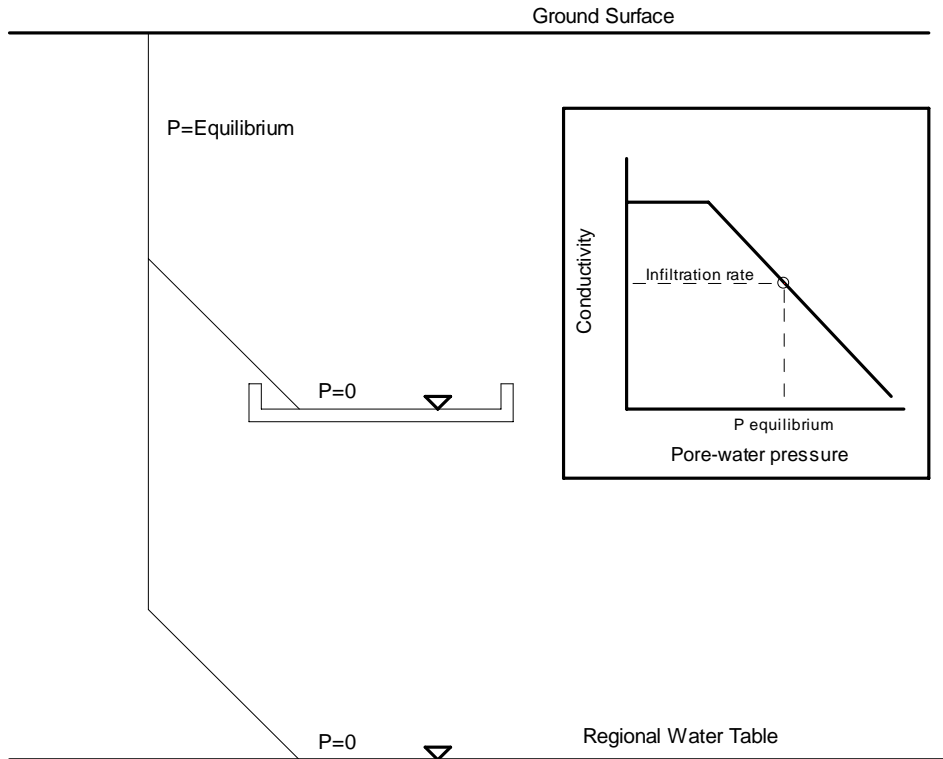 Ground Surface
P=Equilibrium
Conductivity
Infiltration rate
P equilibrium
Pore-water pressure
P=0
P=0
Regional Water Table